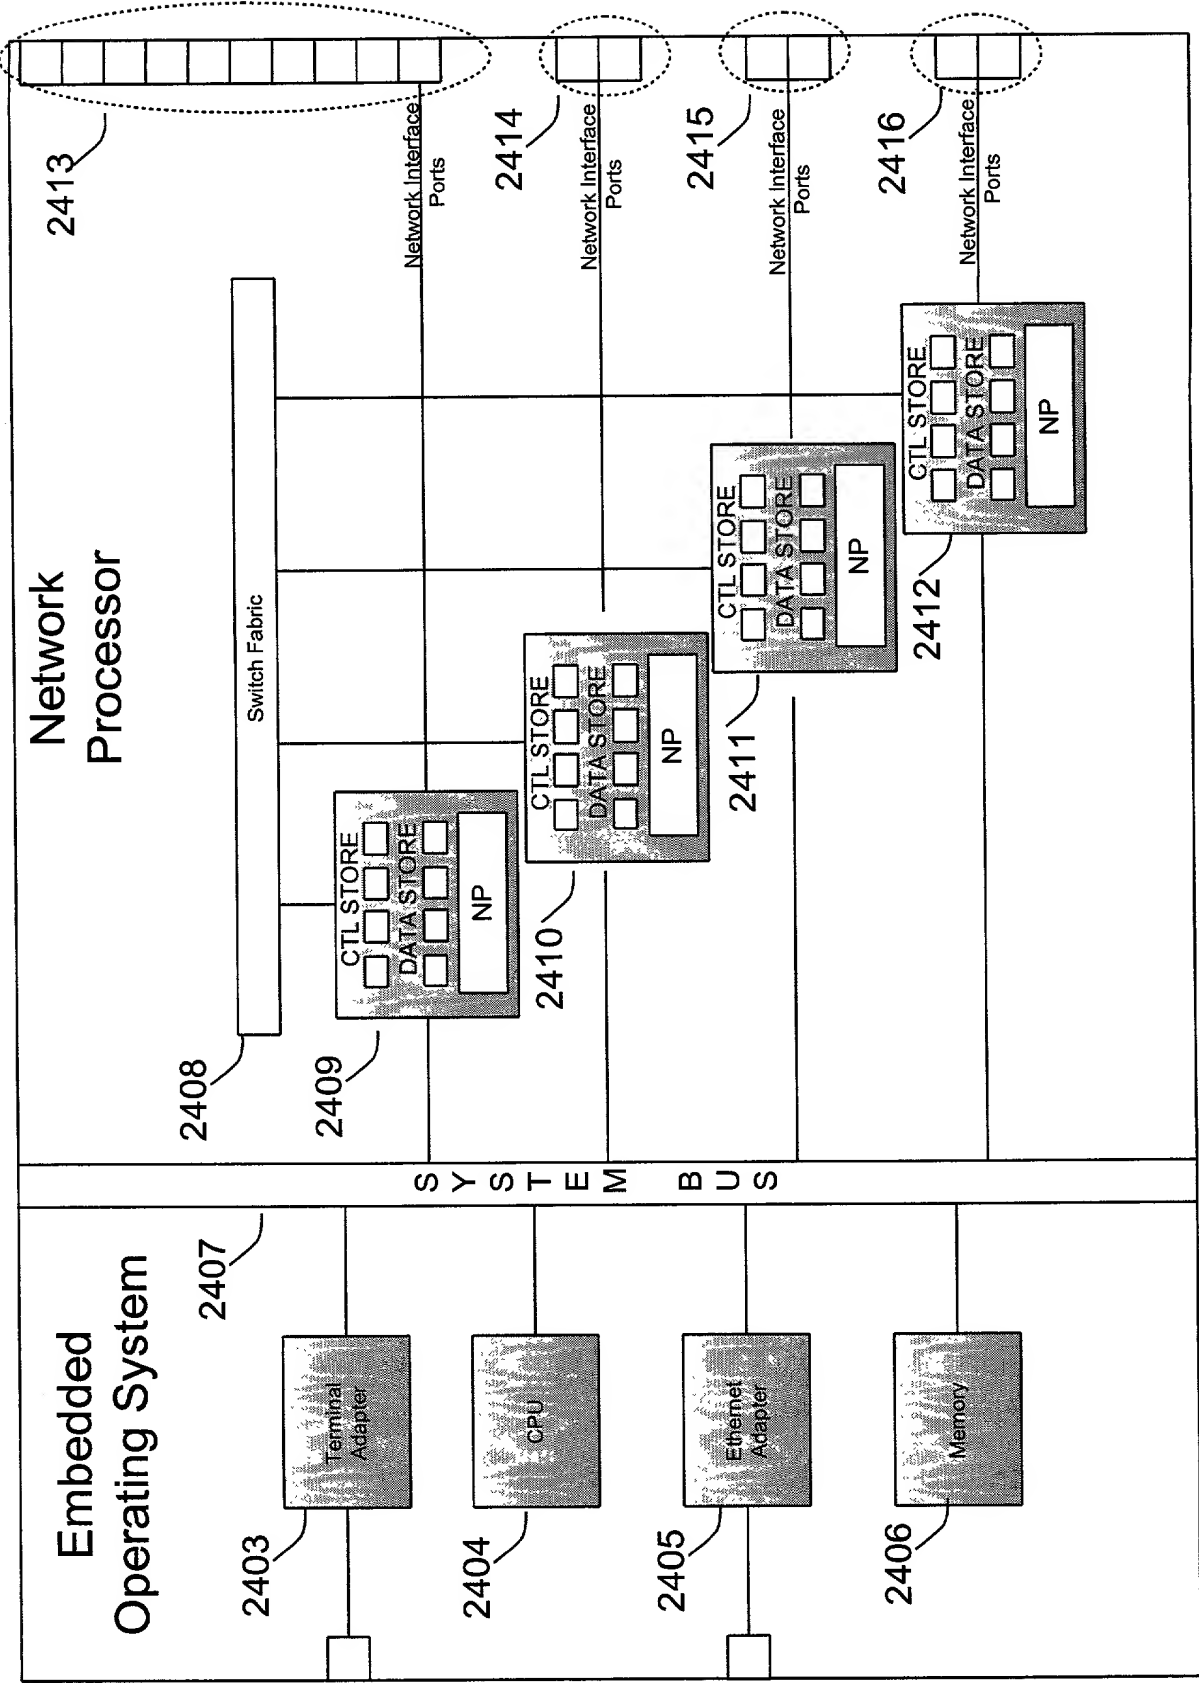 Embedded
Operating System
Network
Processor
2403
Terminal
Adapter
2404
CPU
2405
Ethernet
Adapter
2406
Memory
2407
SYSTEM BUS
2408
Switch Fabric
2409
CTL STORE
DATA STORE
NP
2410
CTL STORE
DATA STORE
NP
2411
CTL STORE
DATA STORE
NP
2412
CTL STORE
DATA STORE
NP
2413
Network Interface
Ports
2414
Network Interface
Ports
2415
Network Interface
Ports
2416
Network Interface
Ports